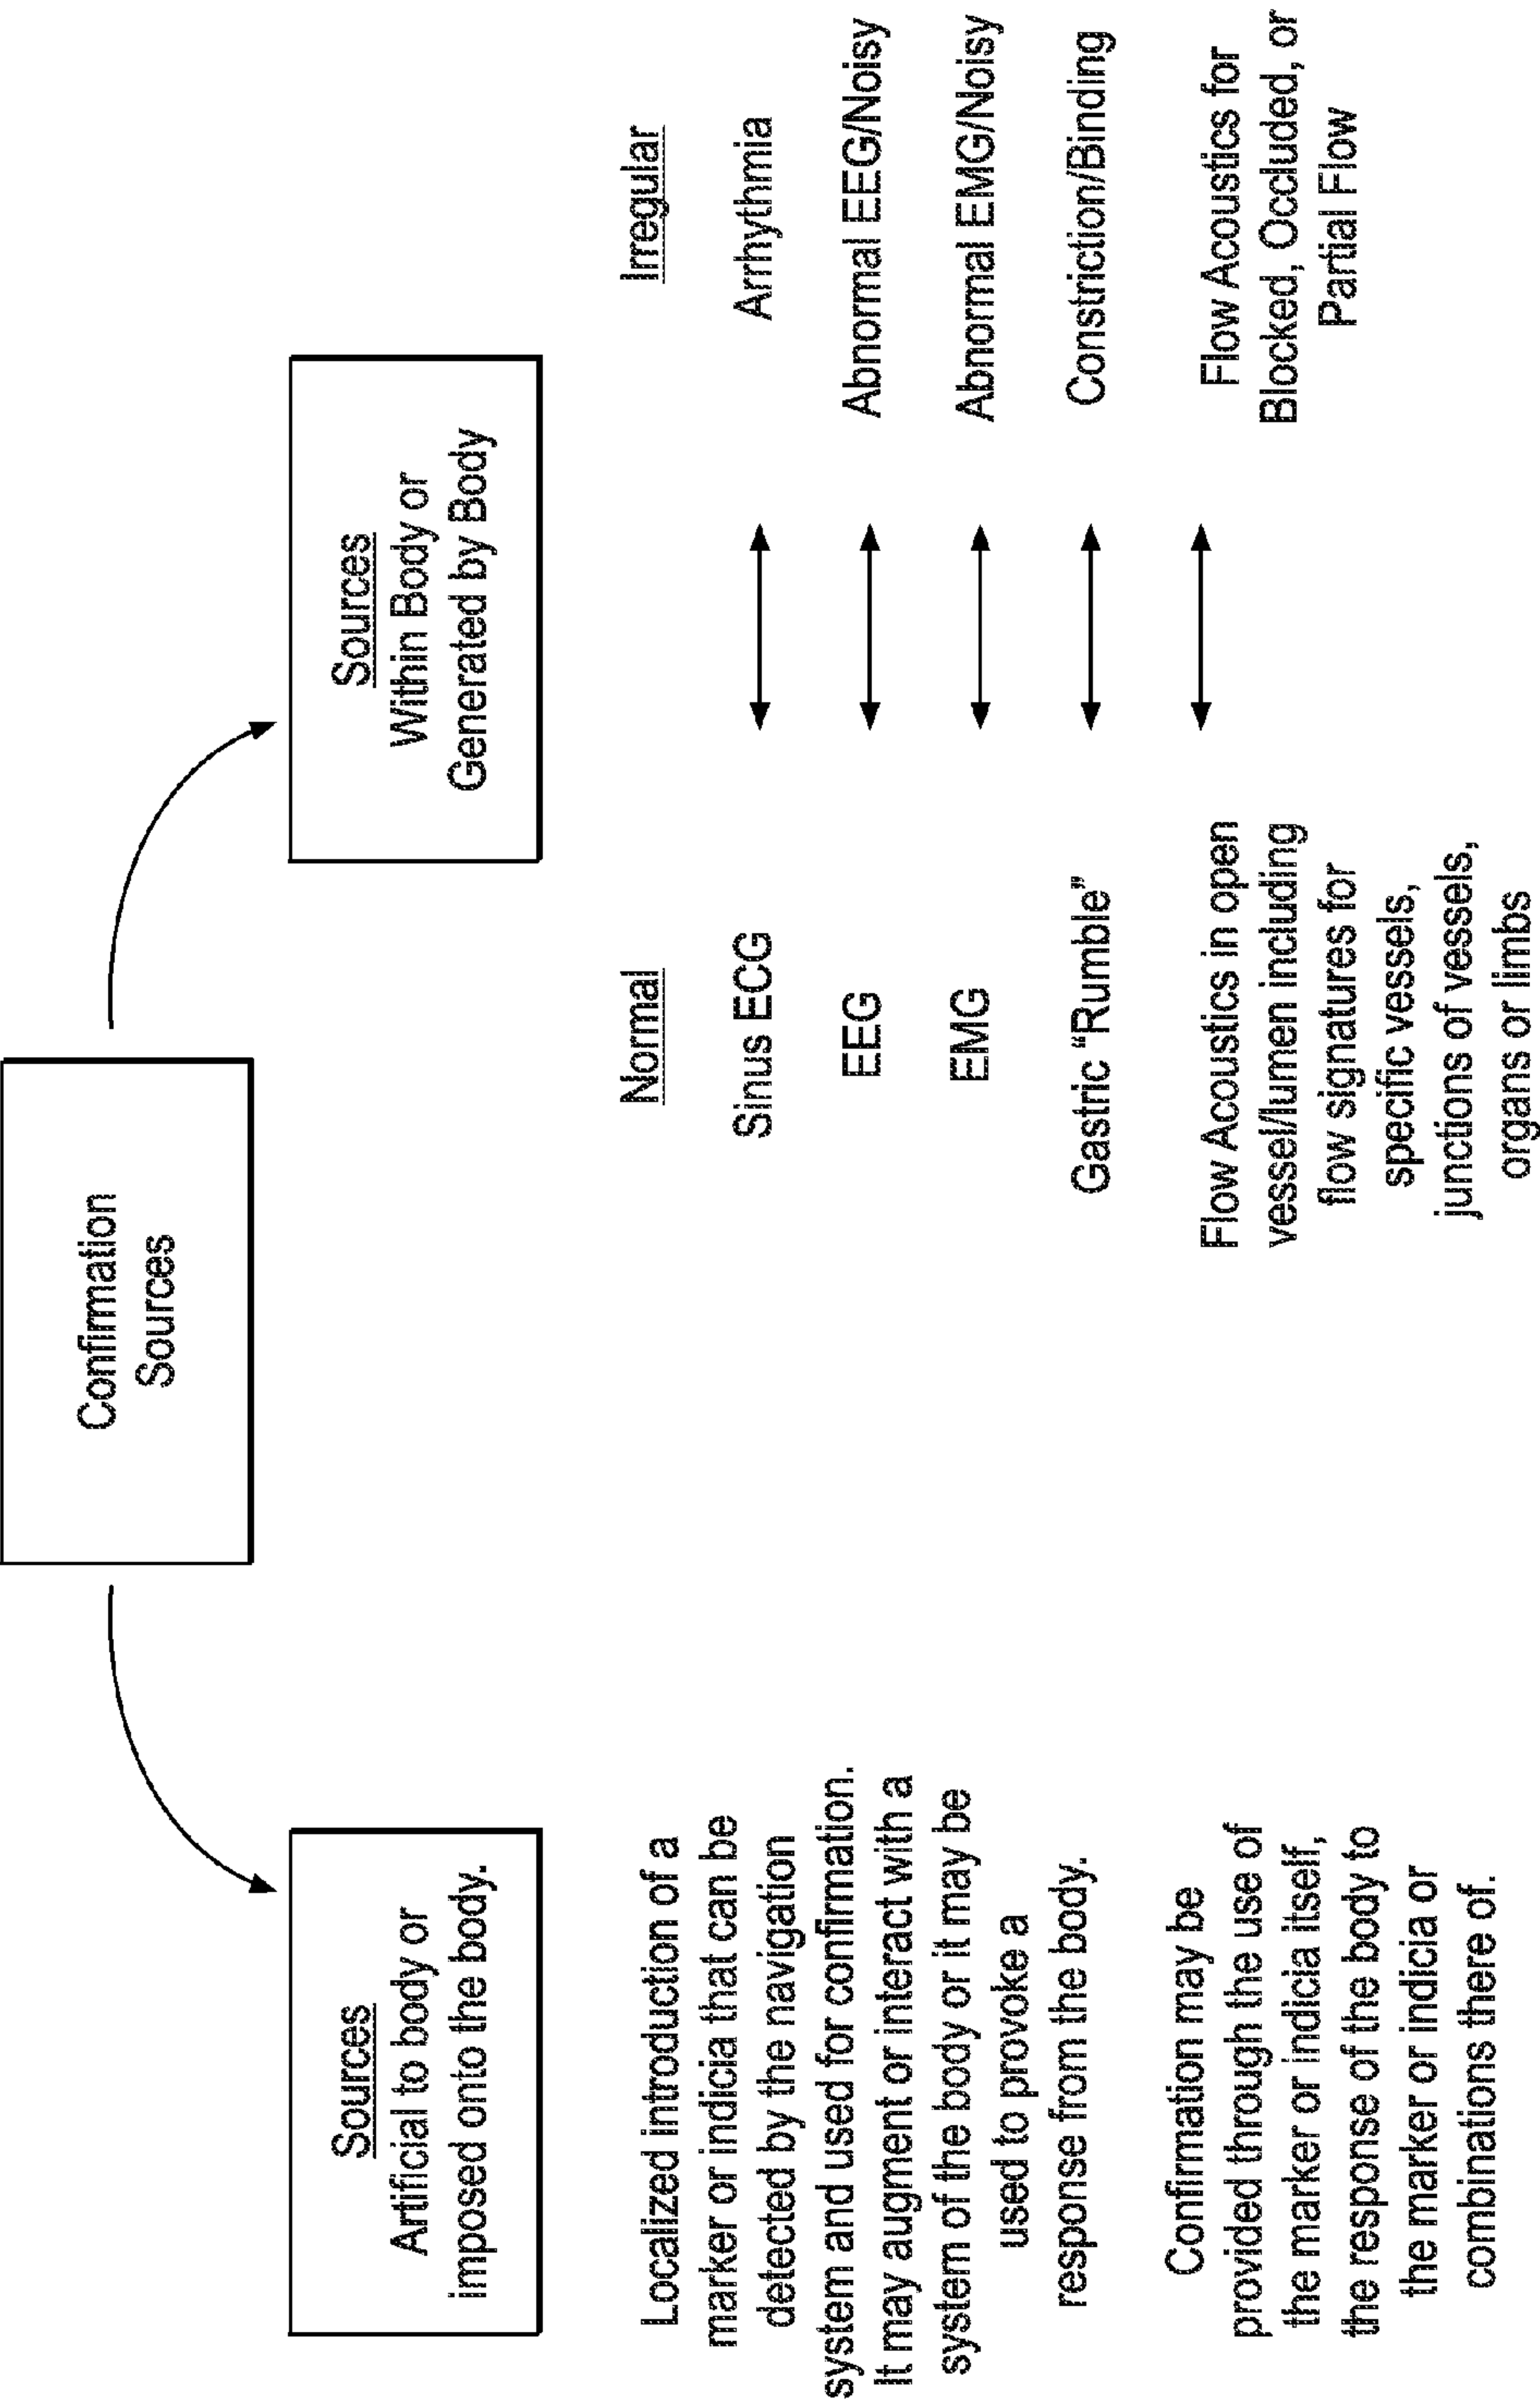 Confirmation
Sources
Sources
Artificial to body or
imposed onto the body.
Localized introduction of a
marker or indicia that can be
detected by the navigation
system and used for confirmation.
It may augment or interact with a
system of the body or it may be
used to provoke a
response from the body.
Confirmation may be
provided through the use of
the marker or indicia itself,
the response of the body to
the marker or indicia or
combinations there of.
Sources
Within Body or
Generated by Body
Normal
Irregular
Sinus ECG
Arrhythmia
EEG
Abnormal EEG/Noisy
EMG
Abnormal EMG/Noisy
Gastric “Rumble”
Constriction/Binding
Flow Acoustics in open
vessel/lumen including
flow signatures for
specific vessels,
junctions of vessels,
organs or limbs
Flow Acoustics for
Blocked, Occluded, or
Partial Flow